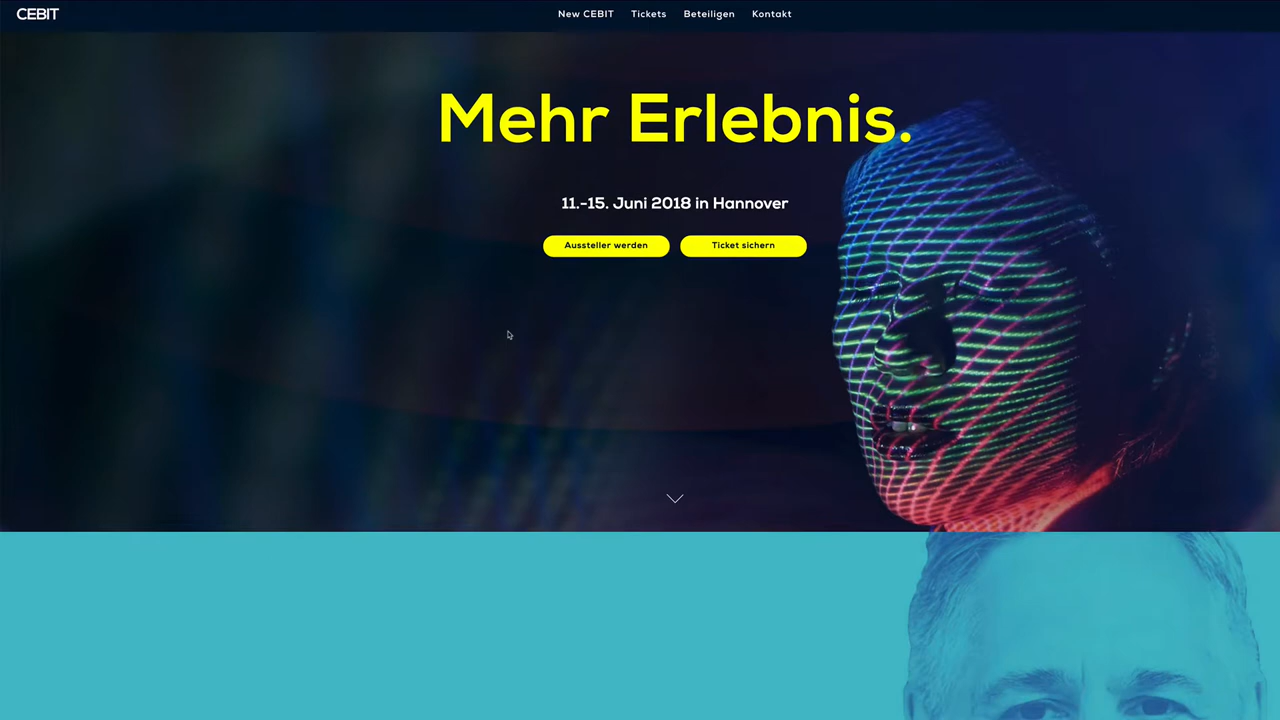 CEBIT
New CEBIT Tickets Beteiligen Kontakt
Mehr Erlebnis.
11.-15. Juni 2018 in Hannover
Aussteller werden Ticket sichern